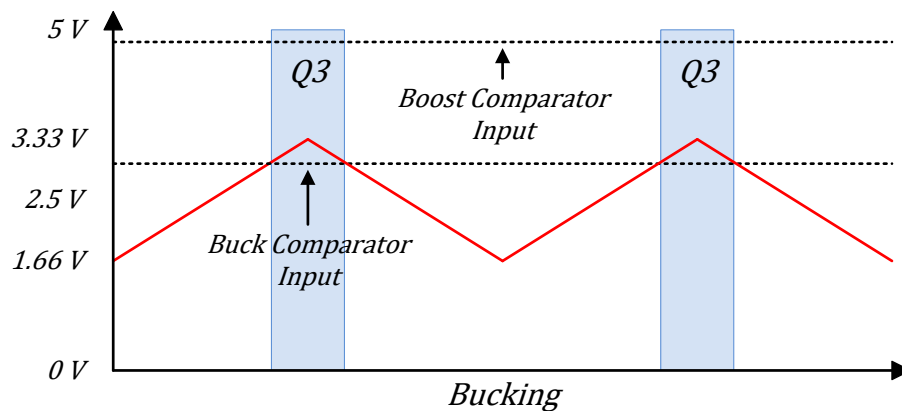 5 V
Q3
Q3
Boost Comparator
Input
3.33 V
2.5 V
Buck Comparator
Input
1.66 V
0 V
Bucking